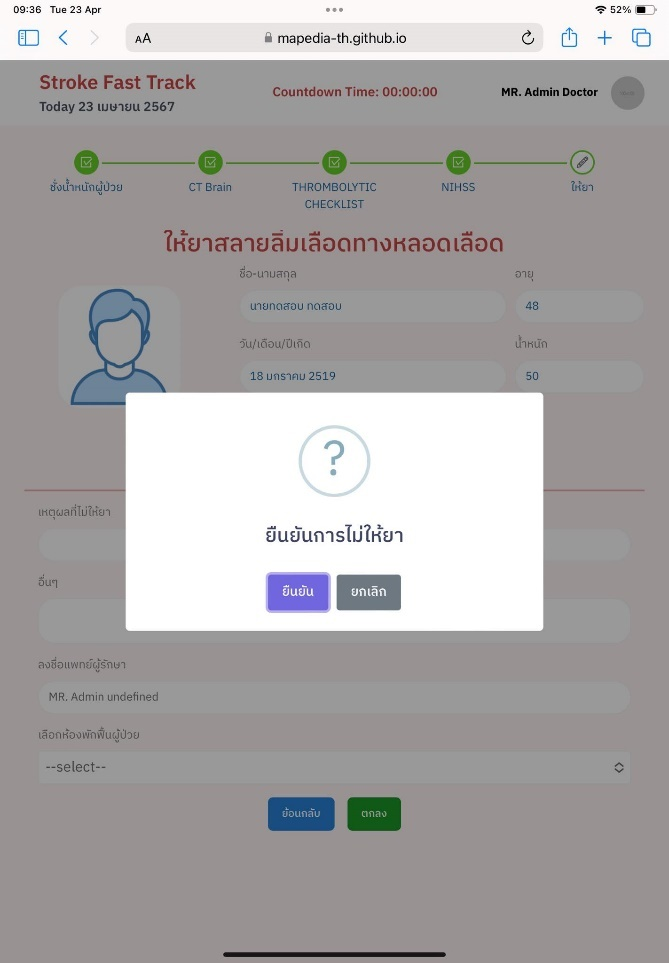 09:36 Tue 23 Apr
52%
AA
mapedia-th.github.io
Stroke Fast Track
Today 23 เมษายน 2567
Countdown Time: 00:00:00
MR. Admin Doctor
ชั่งน้ำหนักผู้ป่วย
CT Brain
THROMBOLYTIC
CHECKLIST
NIHSS
ให้ยา
ให้ยาสลายลิ่มเลือดทางหลอดเลือด
ชื่อ-นามสกุล
อายุ
นายทดสอบ ทดสอบ
48
วัน/เดือน/ปีเกิด
น้ำหนัก
18 มกราคม 2519
50
?
ยืนยันการไม่ให้ยา
ยืนยัน
ยกเลิก
เหตุผลที่ไม่ให้ยา
อื่นๆ
ลงชื่อแพทย์ผู้รักษา
MR. Admin undefined
เลือกห้องพักฟื้นผู้ป่วย
--select--
ย้อนกลับ
ตกลง